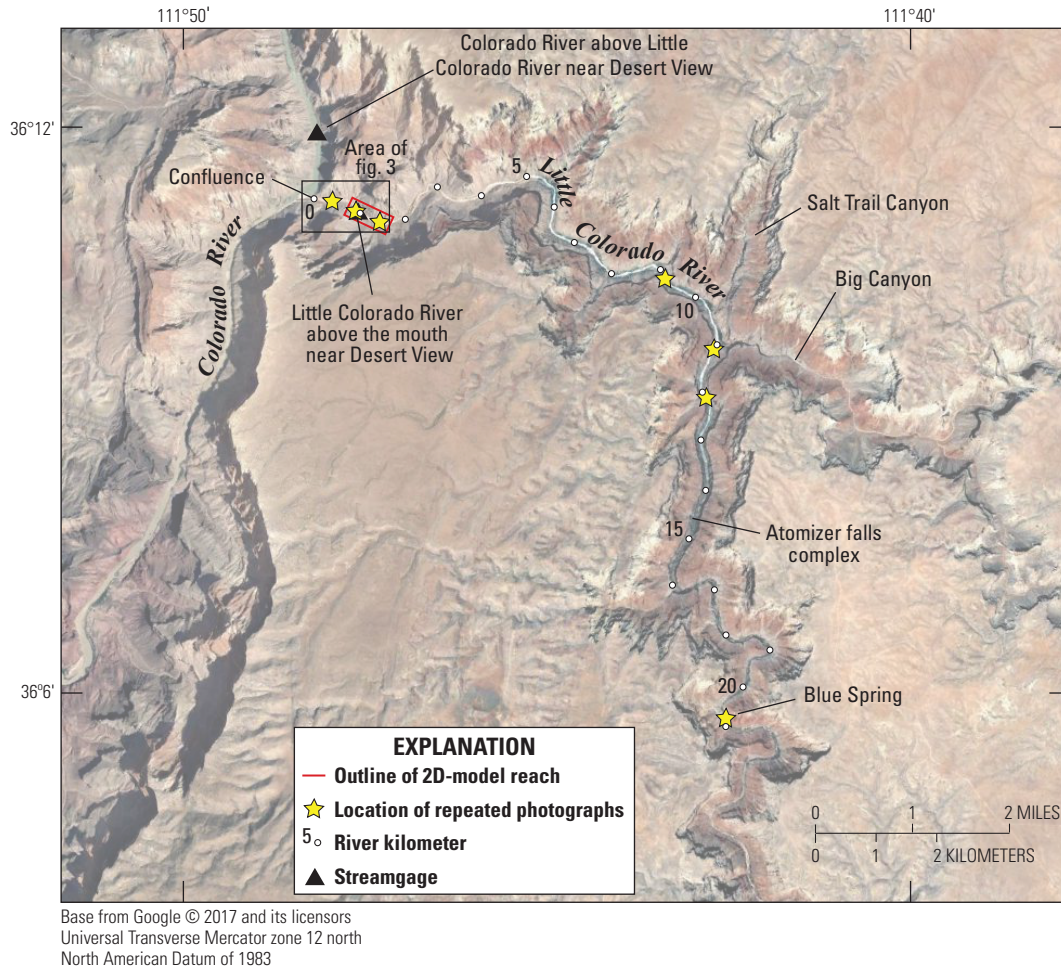 111°50'
111°40'
Colorado River above Little
Colorado River near Desert View
36°12'
Area of
fig. 3
Confluence
0
5
Little
Colorado
River
Salt Trail Canyon
Big Canyon
10
Colorado River
Little Colorado River
above the mouth
near Desert View
15
Atomizer falls
complex
20
Blue Spring
36°6'
EXPLANATION
Outline of 2D-model reach
Location of repeated photographs
5 River kilometer
Streamgage
0 1 2 MILES
0 1 2 KILOMETERS
Base from Google © 2017 and its licensors
Universal Transverse Mercator zone 12 north
North American Datum of 1983